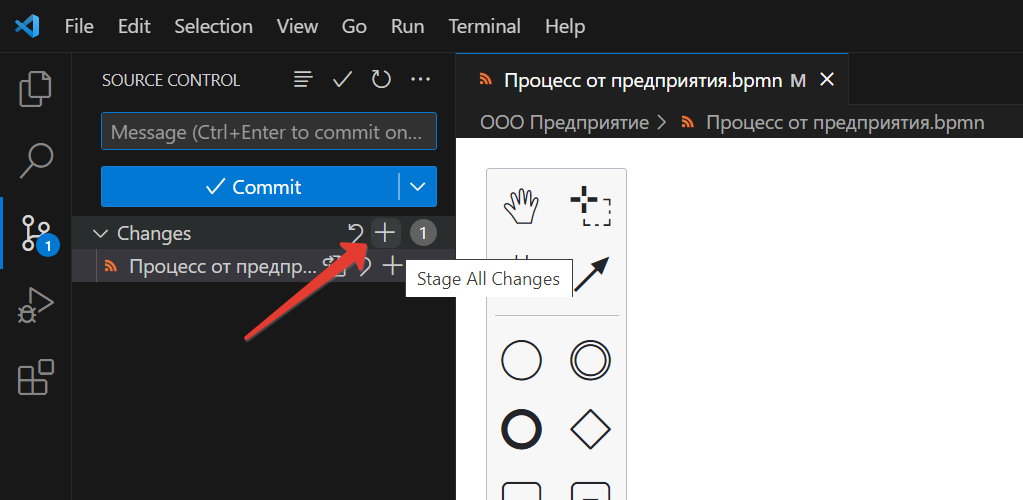 File Edit Selection View Go Run Terminal Help
SOURCE CONTROL
Процесс от предприятия.bpmn M
Message (Ctrl+Enter to commit on...
ООО Предприятие > Процесс от предприятия.bpmn
Commit
Changes 1
1
Процесс от предпр...
Stage All Changes